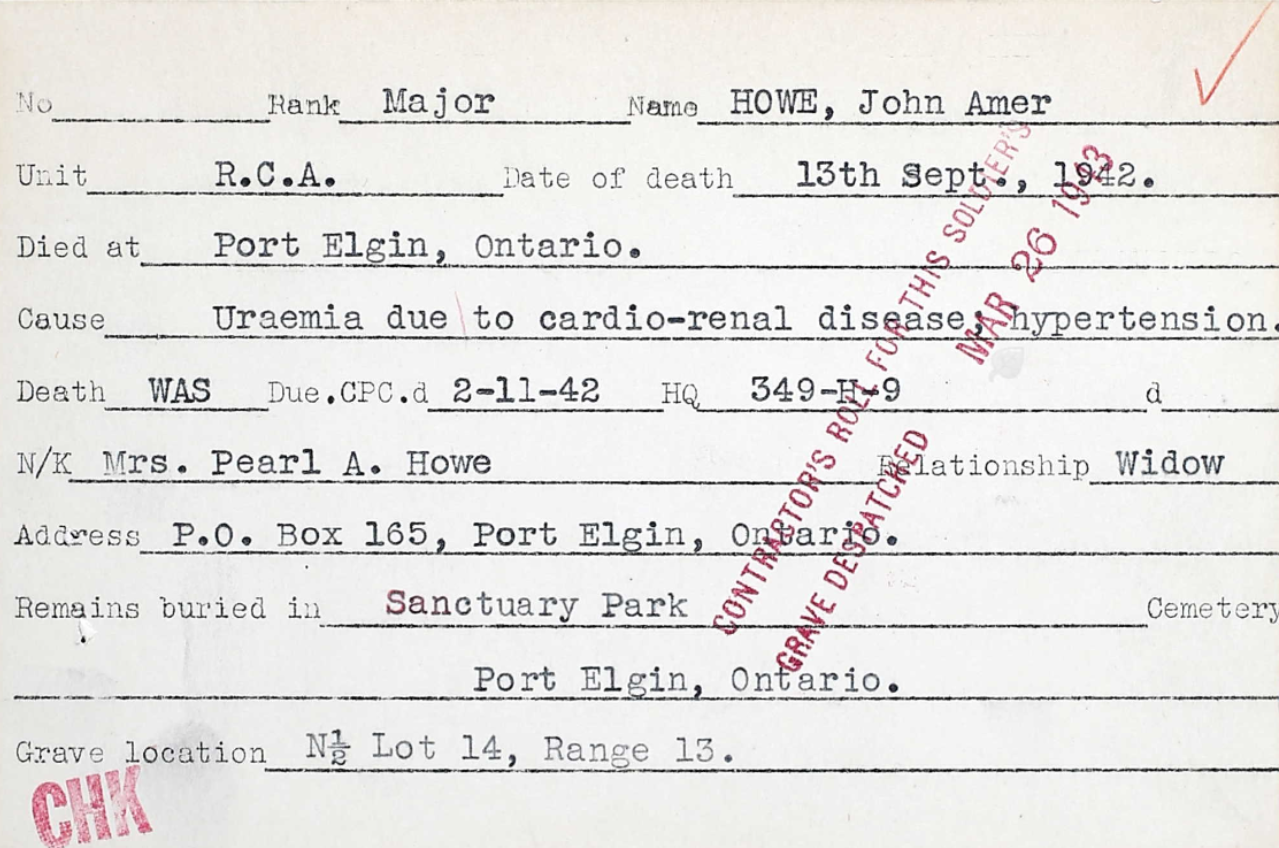 No Rank Major Name HOWE, John Amer
Unit R.C.A. Date of death 13th Sept., 1942.
Died at Port Elgin, Ontario.
Cause Uraemia due to cardio-renal disease, hypertension.
Death WAS Due.CPC.d 2-11-42 HQ 349-H-9 d
N/K Mrs. Pearl A. Howe Relationship Widow
Address P.O. Box 165, Port Elgin, Ontario.
Remains buried in Sanctuary Park Cemetery
Port Elgin, Ontario.
Grave location N½ Lot 14, Range 13.
CONTRACTOR'S ROLL FOR THIS SOLDIER'S
GRAVE DESPATCHED MAR 26 1943
CHK